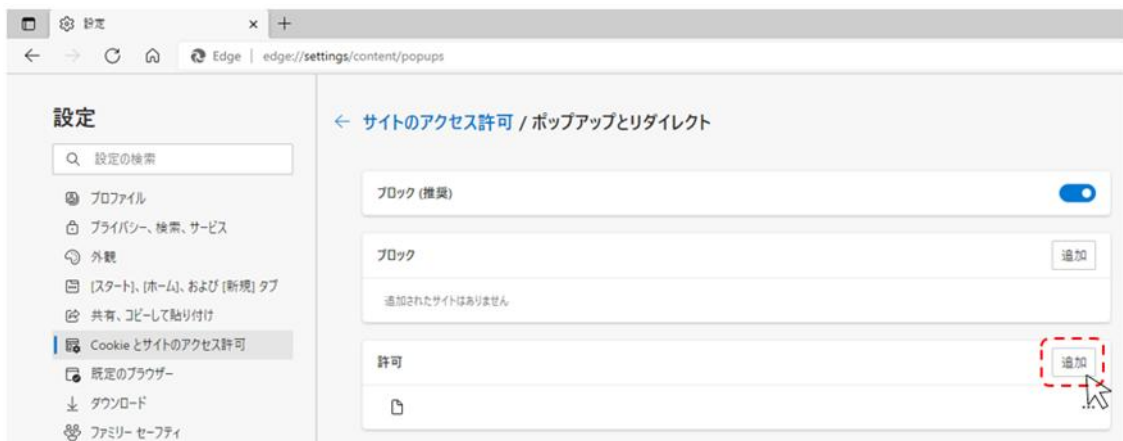 設定
Edge | edge://settings/content/popups
設定
設定の検索
プロファイル
プライバシー、検索、サービス
外観
[スタート]、[ホーム]、および [新規] タブ
共有、コピーして貼り付け
Cookie とサイトのアクセス許可
既定のブラウザー
ダウンロード
ファミリー セーフティ
サイトのアクセス許可 / ポップアップとリダイレクト
ブロック (推奨)
ブロック
追加
追加されたサイトはありません
許可
追加